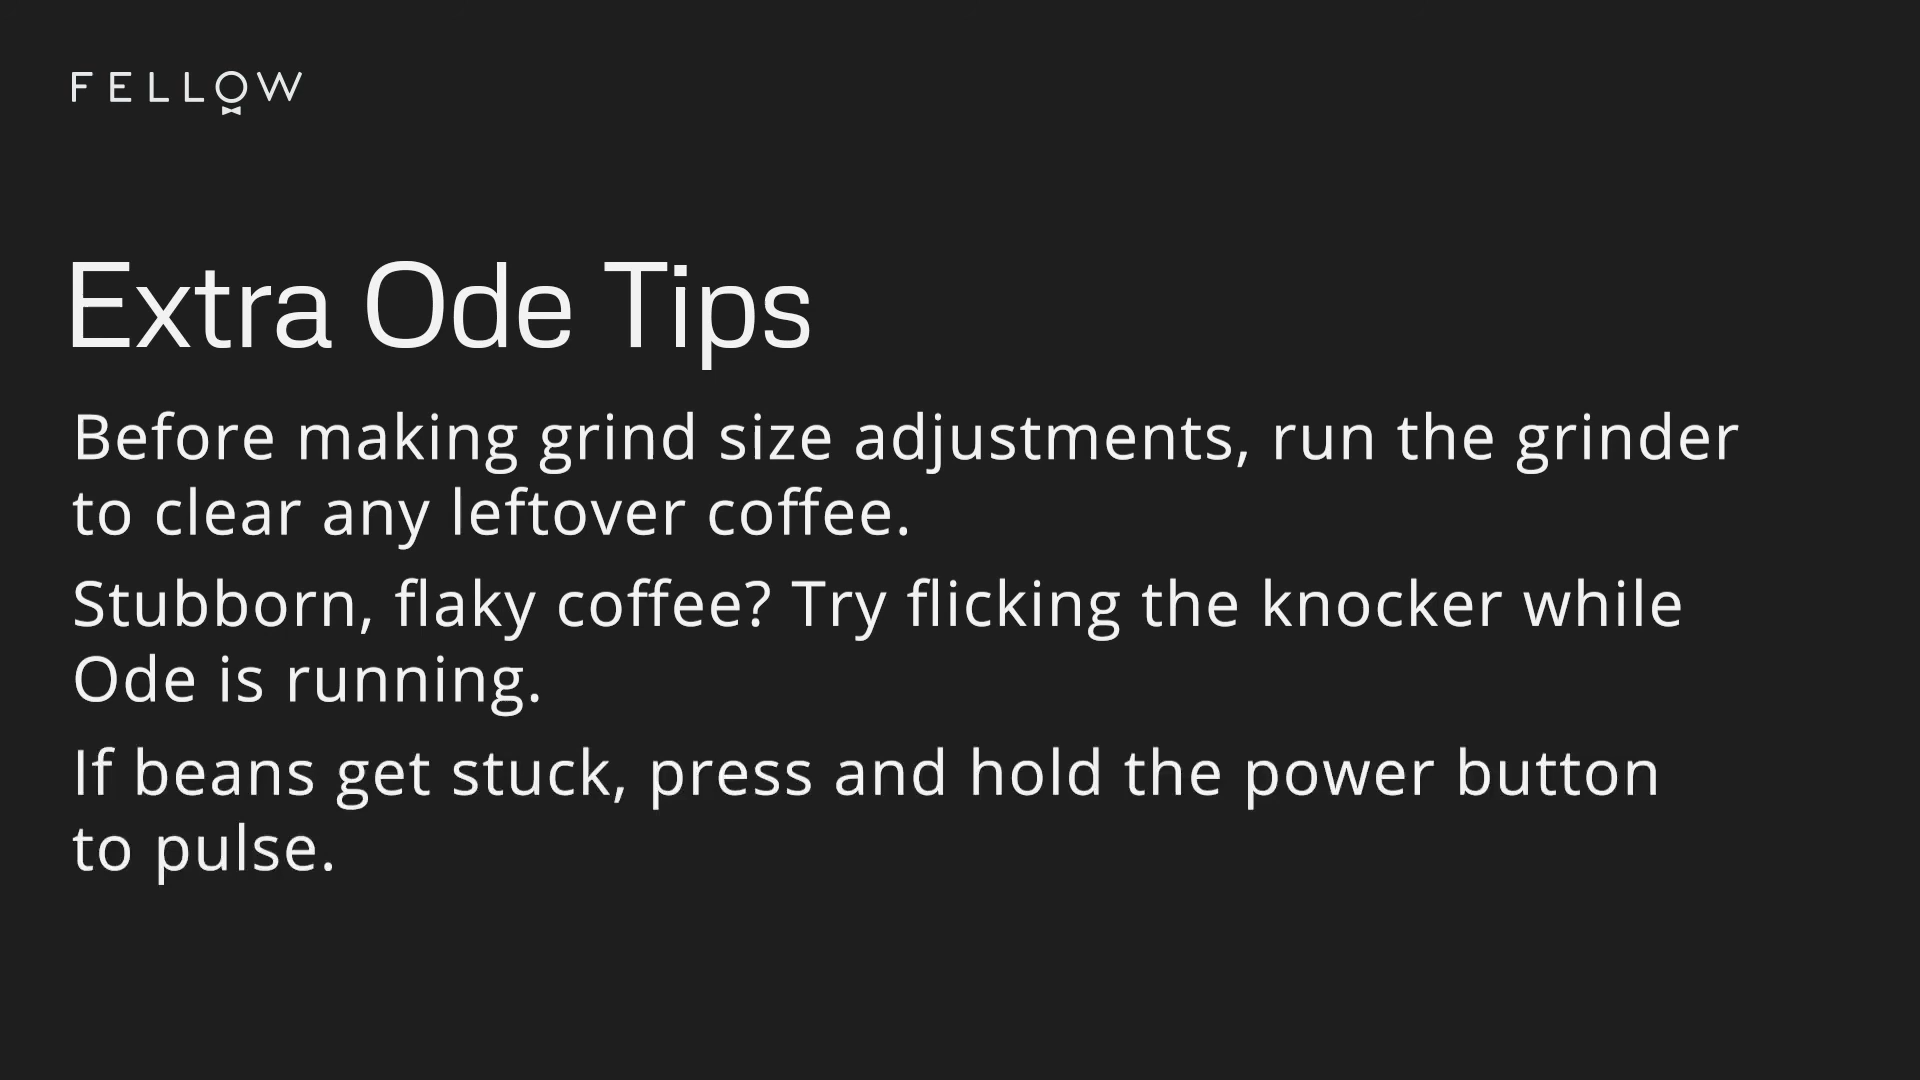 FELLOW
Extra Ode Tips
Before making grind size adjustments, run the grinder
to clear any leftover coffee.
Stubborn, flaky coffee? Try flicking the knocker while
Ode is running.
If beans get stuck, press and hold the power button
to pulse.